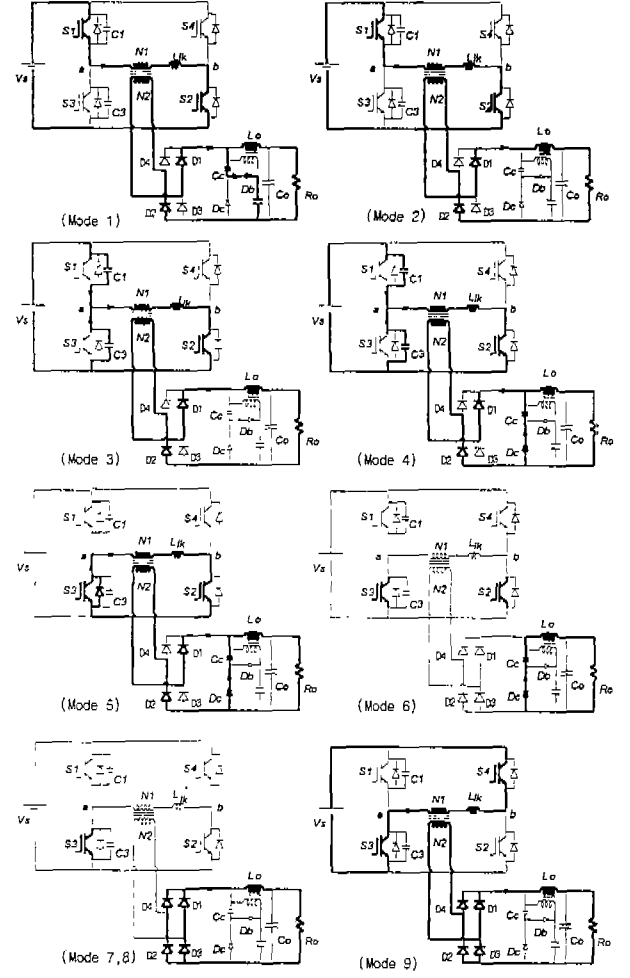 S1 C1 S4
Vs a N1 Llk b
S3 C3 N2 S2
Lo
D4 D1 Cc Db Co Ro
D2 D3 Dc
(Mode 1)
S1 C1 S4
Vs a N1 Llk b
S3 C3 N2 S2
Lo
D4 D1 Cc Db Co Ro
D2 D3 Dc
(Mode 2)
S1 C1 S4
Vs a N1 Llk b
S3 C3 N2 S2
Lo
D4 D1 Cc Db Co Ro
D2 D3 Dc
(Mode 3)
S1 C1 S4
Vs a N1 Llk b
S3 C3 N2 S2
Lo
D4 D1 Cc Db Co Ro
D2 D3 Dc
(Mode 4)
S1 C1 S4
Vs a N1 Llk b
S3 C3 N2 S2
Lo
D4 D1 Cc Db Co Ro
D2 D3 Dc
(Mode 5)
S1 C1 S4
Vs a N1 Llk b
S3 C3 N2 S2
Lo
D4 D1 Cc Db Co Ro
D2 D3 Dc
(Mode 6)
S1 C1 S4
Vs a N1 Llk b
S3 C3 N2 S2
Lo
D4 D1 Cc Db Co Ro
D2 D3 Dc
(Mode 7,8)
S1 C1 S4
Vs a N1 Llk b
S3 C3 N2 S2
Lo
D4 D1 Cc Db Co Ro
D2 D3 Dc
(Mode 9)